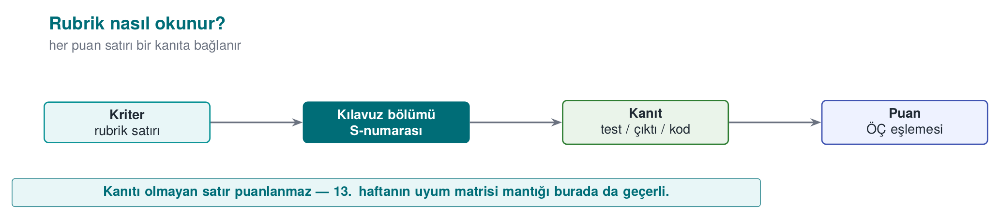 Rubrik nasıl okunur?
her puan satırı bir kanıta bağlanır
Kriter
rubrik satırı
Kılavuz bölümü
S-numarası
Kanıt
test / çıktı / kod
Puan
ÖÇ eşlemesi
Kanıtı olmayan satır puanlanmaz — 13. haftanın uyum matrisi mantığı burada da geçerli.